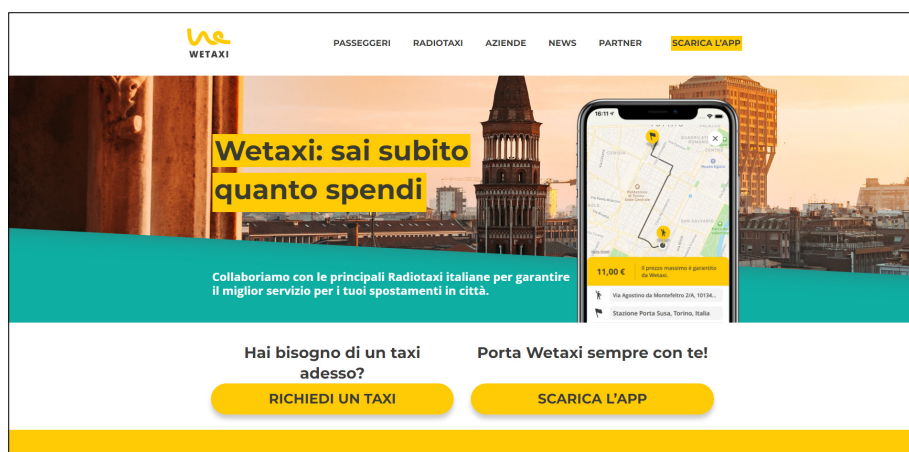 WETAXI
PASSEGGERI RADIOTAXI AZIENDE NEWS PARTNER SCARICA L'APP
Wetaxi: sai subito
quanto spendi
Collaboriamo con le principali Radiotaxi italiane per garantire
il miglior servizio per i tuoi spostamenti in città.
16:11
11,00 €
Il prezzo massimo è garantito
da Wetaxi.
Via Agostino da Montefeltro 2/A, 10134...
Stazione Porta Susa, Torino, Italia
Hai bisogno di un taxi
adesso?
RICHIEDI UN TAXI
Porta Wetaxi sempre con te!
SCARICA L'APP